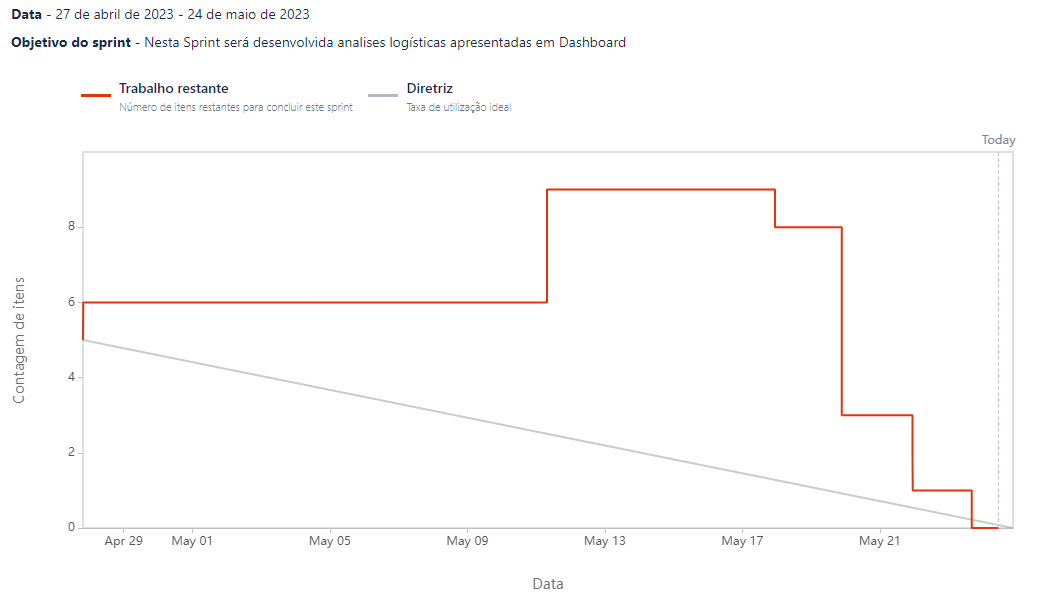 Data - 27 de abril de 2023 - 24 de maio de 2023
Objetivo do sprint - Nesta Sprint será desenvolvida analises logísticas apresentadas em Dashboard
Trabalho restante
Número de itens restantes para concluir este sprint
Diretriz
Taxa de utilização ideal
Today
Contagem de itens
8
6
4
2
0
Apr 29 May 01 May 05 May 09 May 13 May 17 May 21
Data